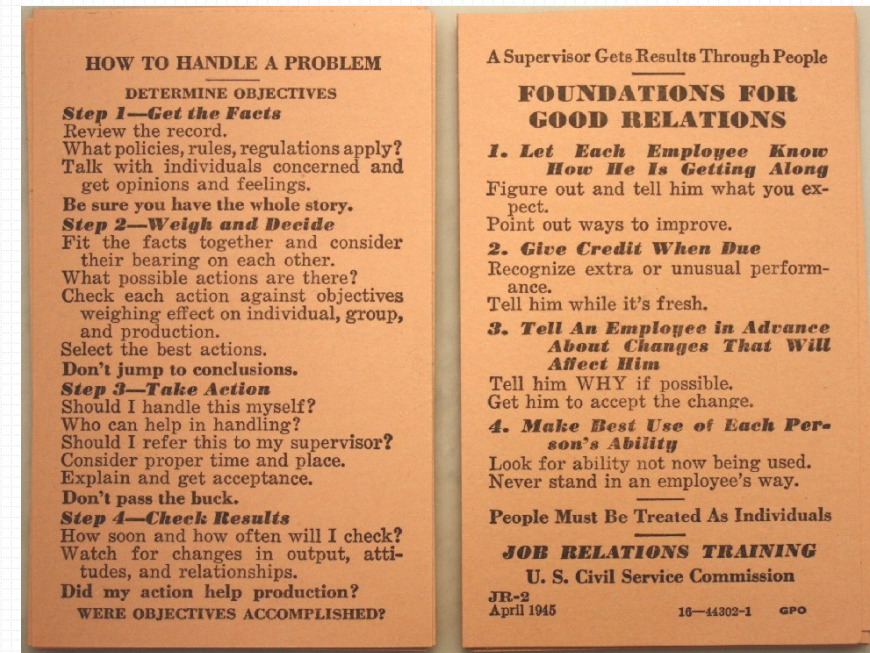 HOW TO HANDLE A PROBLEM
DETERMINE OBJECTIVES
Step 1—Get the Facts
Review the record.
What policies, rules, regulations apply?
Talk with individuals concerned and
get opinions and feelings.
Be sure you have the whole story.
Step 2—Weigh and Decide
Fit the facts together and consider
their bearing on each other.
What possible actions are there?
Check each action against objectives
weighing effect on individual, group,
and production.
Select the best actions.
Don't jump to conclusions.
Step 3—Take Action
Should I handle this myself?
Who can help in handling?
Should I refer this to my supervisor?
Consider proper time and place.
Explain and get acceptance.
Don't pass the buck.
Step 4—Check Results
How soon and how often will I check?
Watch for changes in output, atti-
tudes, and relationships.
Did my action help production?
WERE OBJECTIVES ACCOMPLISHED?
A Supervisor Gets Results Through People
FOUNDATIONS FOR
GOOD RELATIONS
1. Let Each Employee Know
How He Is Getting Along
Figure out and tell him what you ex-
pect.
Point out ways to improve.
2. Give Credit When Due
Recognize extra or unusual perform-
ance.
Tell him while it's fresh.
3. Tell An Employee in Advance
About Changes That Will
Affect Him
Tell him WHY if possible.
Get him to accept the change.
4. Make Best Use of Each Per-
son's Ability
Look for ability not now being used.
Never stand in an employee's way.
People Must Be Treated As Individuals
JOB RELATIONS TRAINING
U. S. Civil Service Commission
JR-2
April 1945 16—44302-1 GPO